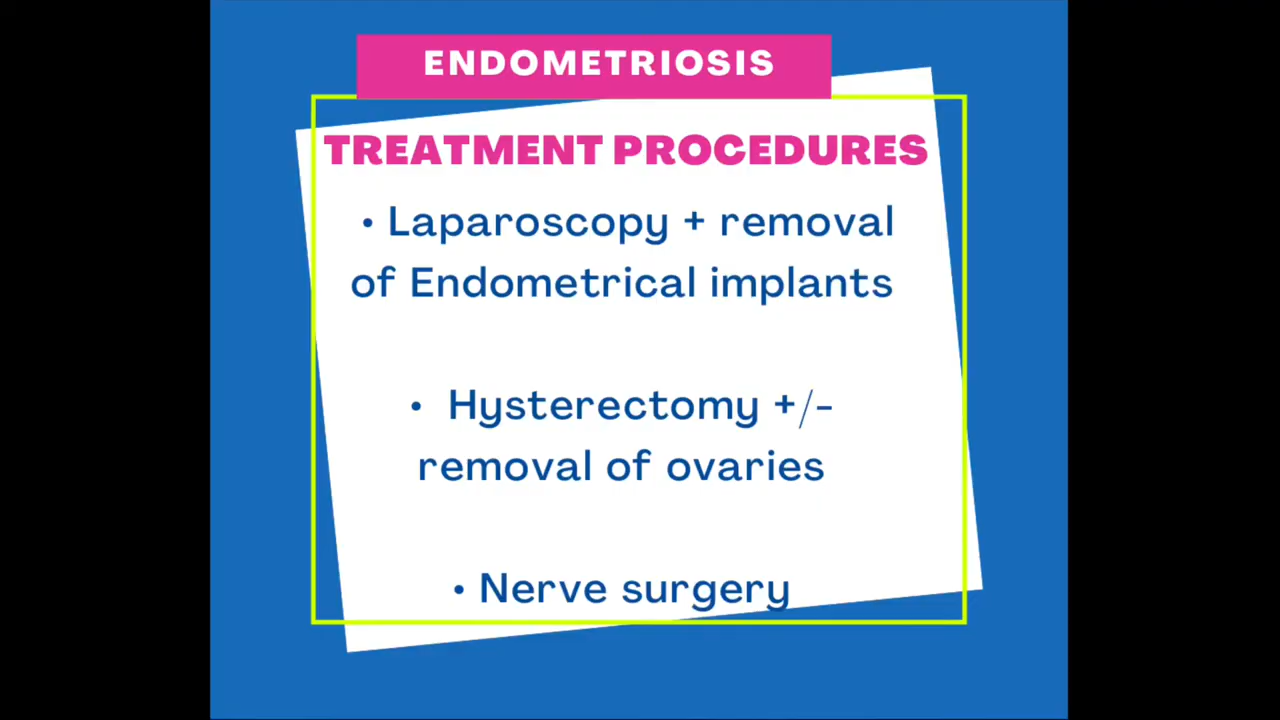 ENDOMETRIOSIS
TREATMENT PROCEDURES
• Laparoscopy + removal
of Endometrical implants
• Hysterectomy +/-
removal of ovaries
• Nerve surgery